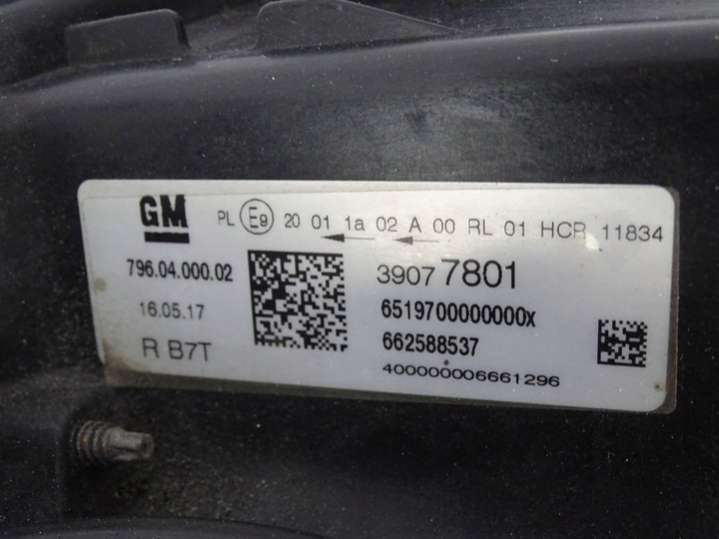 GM PL E9 20 01 1a 02 A 00 RL 01 HCR 11834
796.04.000.02
16.05.17
R B7T
39077801
6519700000000x
662588537
400000006661296